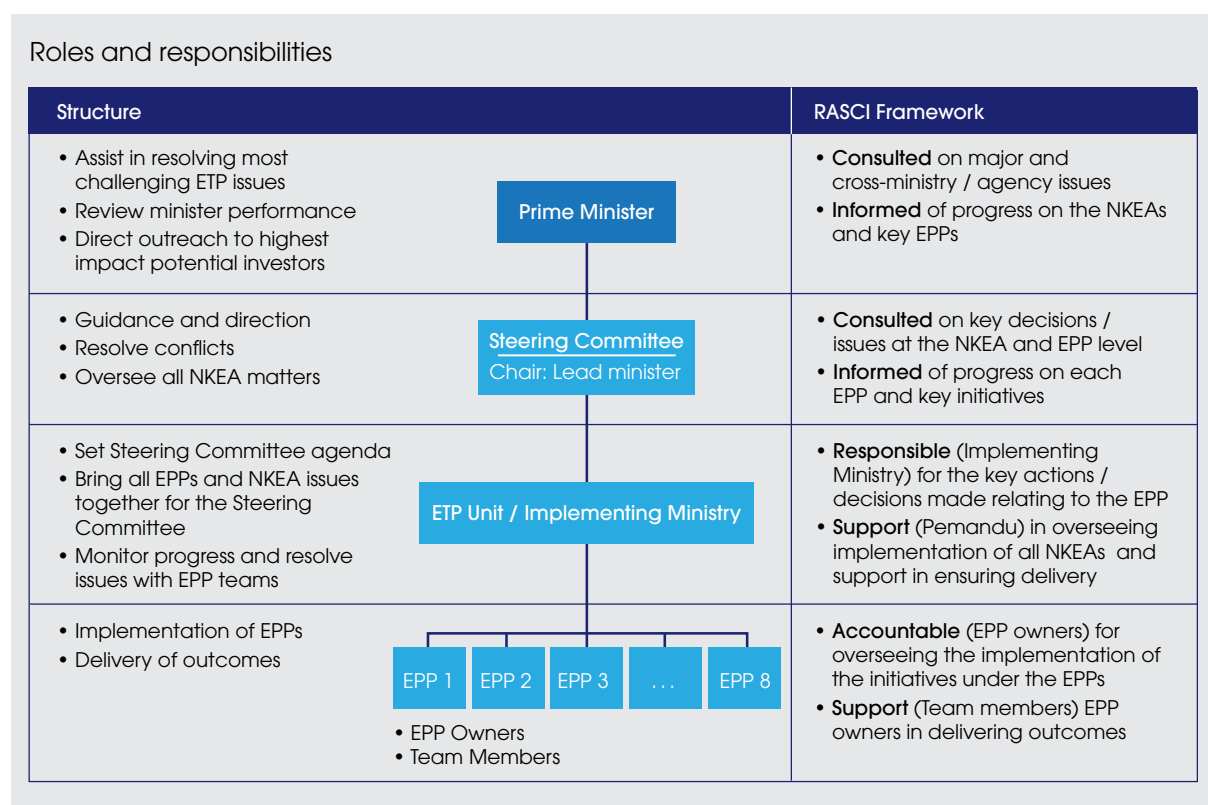 Roles and responsibilities
Structure
RASCI Framework
• Assist in resolving most
challenging ETP issues
• Review minister performance
• Direct outreach to highest
impact potential investors
Prime Minister
• Consulted on major and
cross-ministry / agency issues
• Informed of progress on the NKEAs
and key EPPs
• Guidance and direction
• Resolve conflicts
• Oversee all NKEA matters
Steering Committee
Chair: Lead minister
• Consulted on key decisions /
issues at the NKEA and EPP level
• Informed of progress on each
EPP and key initiatives
• Set Steering Committee agenda
• Bring all EPPs and NKEA issues
together for the Steering
Committee
• Monitor progress and resolve
issues with EPP teams
ETP Unit / Implementing Ministry
• Responsible (Implementing
Ministry) for the key actions /
decisions made relating to the EPP
• Support (Pemandu) in overseeing
implementation of all NKEAs and
support in ensuring delivery
• Implementation of EPPs
• Delivery of outcomes
EPP 1
EPP 2
EPP 3
...
EPP 8
• EPP Owners
• Team Members
• Accountable (EPP owners) for
overseeing the implementation of
the initiatives under the EPPs
• Support (Team members) EPP
owners in delivering outcomes